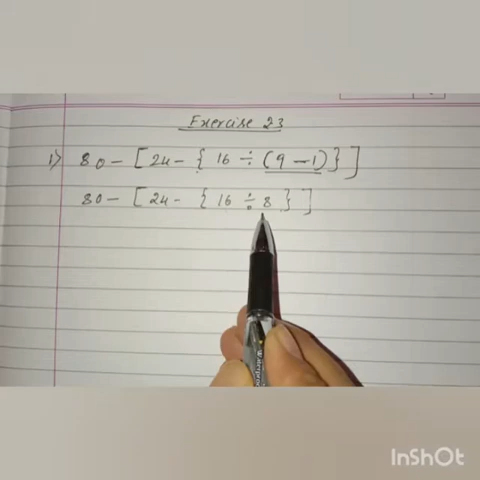 Exercise 23
1) 80 - [ 24 - { 16 ÷ (9 - 1) } ]
80 - [ 24 - { 16 ÷ 8 } ]
InShOt